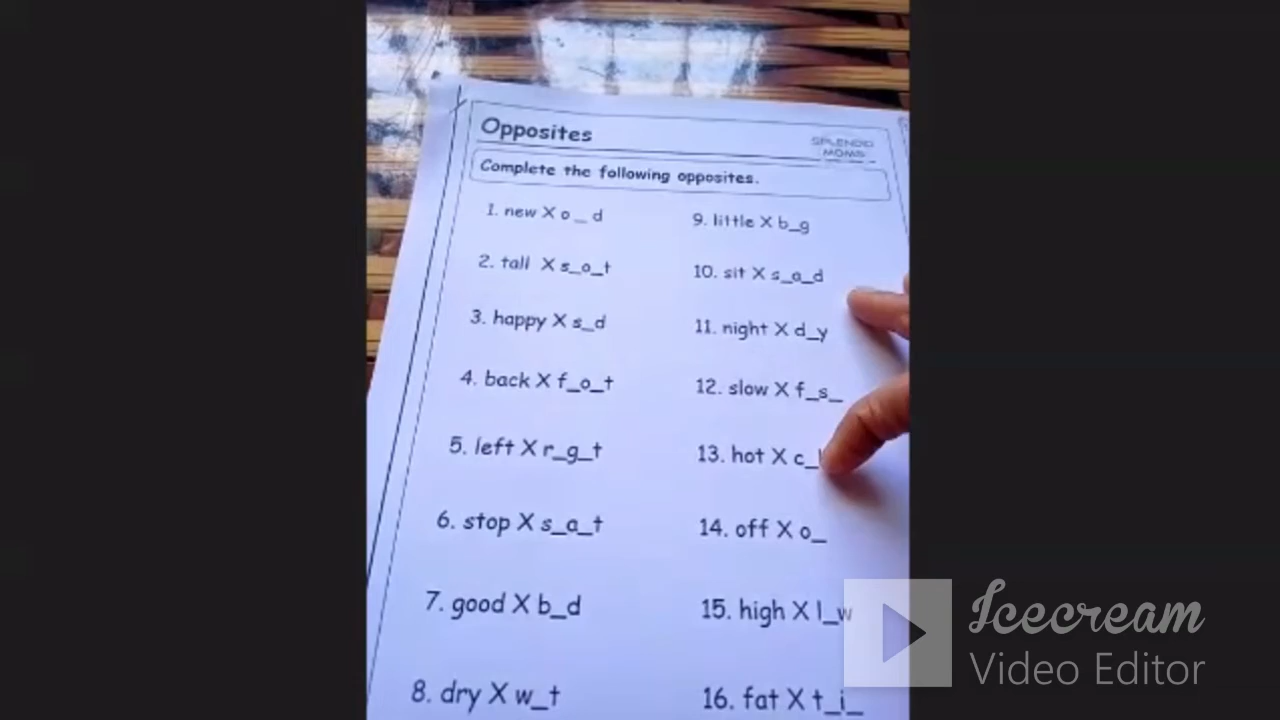 Opposites
SPLENDID
MOMS
Complete the following opposites.
1. new X o _ d
2. tall X s_o_t
3. happy X s_d
4. back X f_o_t
5. left X r_g_t
6. stop X s_a_t
7. good X b_d
8. dry X w_t
9. little X b_g
10. sit X s_a_d
11. night X d_y
12. slow X f_s_
13. hot X c_l
14. off X o_
15. high X l_w
16. fat X t_i_
Icecream
Video Editor